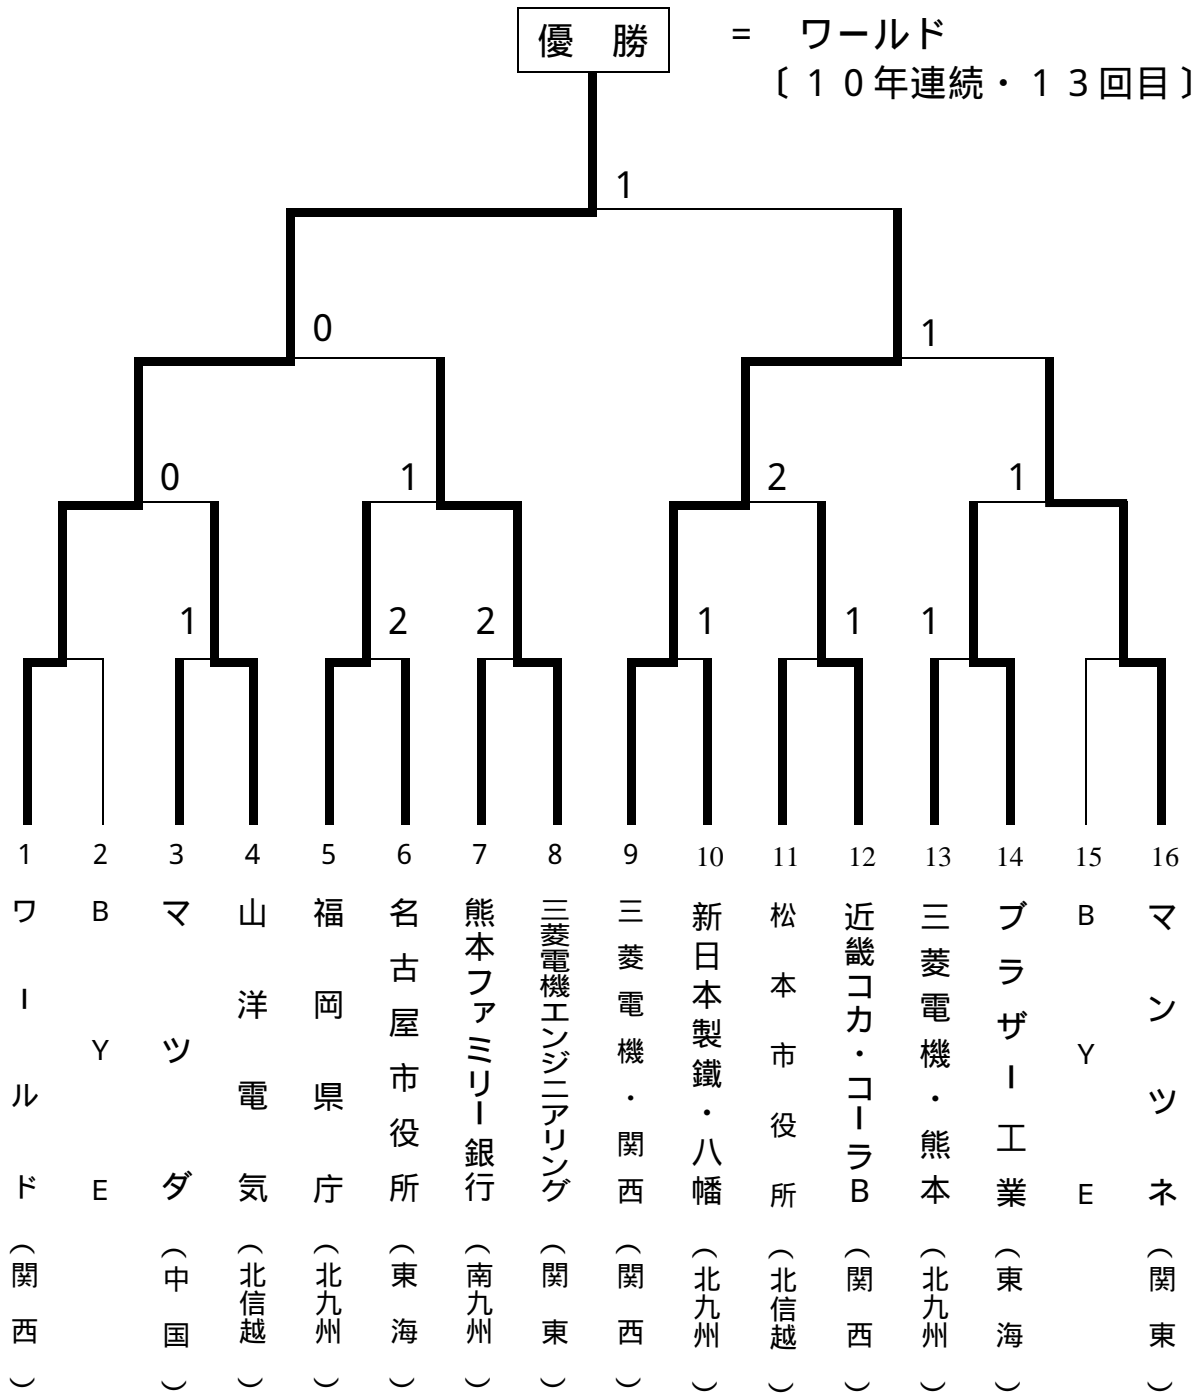 優 勝 = ワールド
〔１０年連続・１３回目〕
1
0 1
0 1 2 1
1 2 2 1 1 1
1 2 3 4 5 6 7 8 9 10 11 12 13 14 15 16
ワールド（関西）
BYE
マツダ（中国）
山洋電気（北信越）
福岡県庁（北九州）
名古屋市役所（東海）
熊本ファミリー銀行（南九州）
三菱電機エンジニアリング（関東）
三菱電機・関西（関西）
新日本製鐵・八幡（北九州）
松本市役所（北信越）
近畿コカ・コーラB（関西）
三菱電機・熊本（北九州）
ブラザー工業（東海）
BYE
マンツネ（関東）